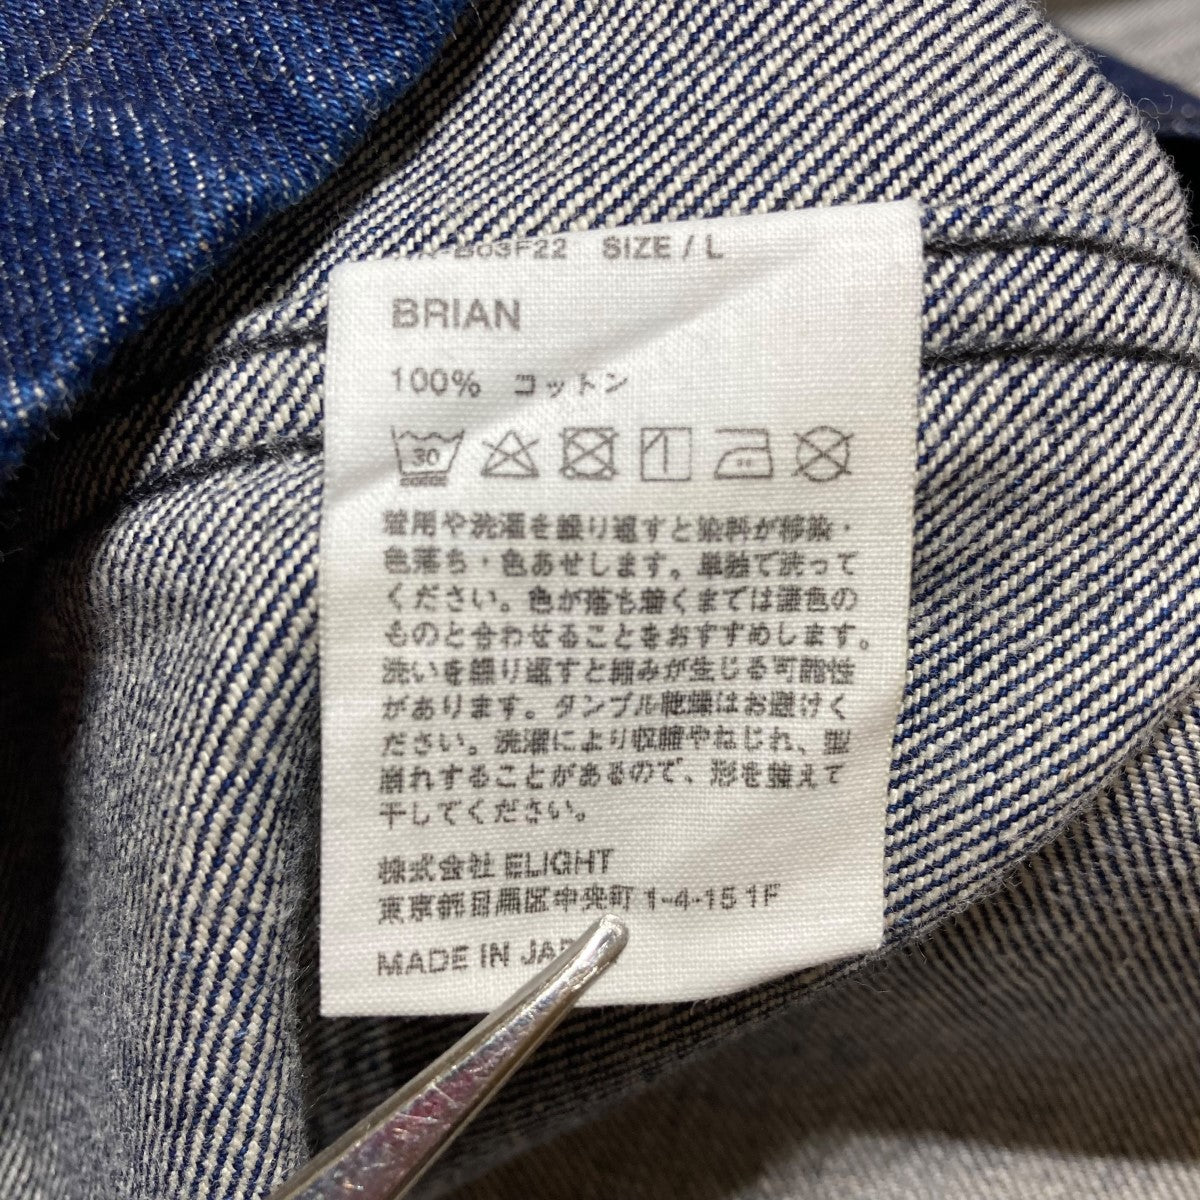 B03F22 SIZE / L
BRIAN
100% コットン
30
着用や洗濯を繰り返すと染料が移染・
色落ち・色あせします。単独で洗って
ください。色が落ち着くまでは濃色の
ものと合わせることをおすすめします。
洗いを繰り返すと縮みが生じる可能性
があります。タンブル乾燥はお避けく
ださい。洗濯により収縮やねじれ、型
崩れすることがあるので、形を整えて
干してください。
株式会社 ELIGHT
東京都目黒区中央町 1-4-15 1F
MADE IN JAP